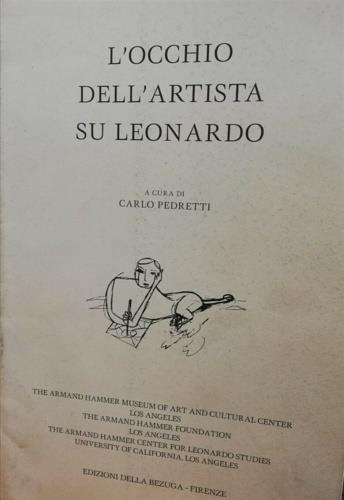 L'OCCHIO
DELL'ARTISTA
SU LEONARDO
A CURA DI
CARLO PEDRETTI
THE ARMAND HAMMER MUSEUM OF ART AND CULTURAL CENTER
LOS ANGELES
THE ARMAND HAMMER FOUNDATION
LOS ANGELES
THE ARMAND HAMMER CENTER FOR LEONARDO STUDIES
UNIVERSITY OF CALIFORNIA, LOS ANGELES
EDIZIONI DELLA BEZUGA - FIRENZE